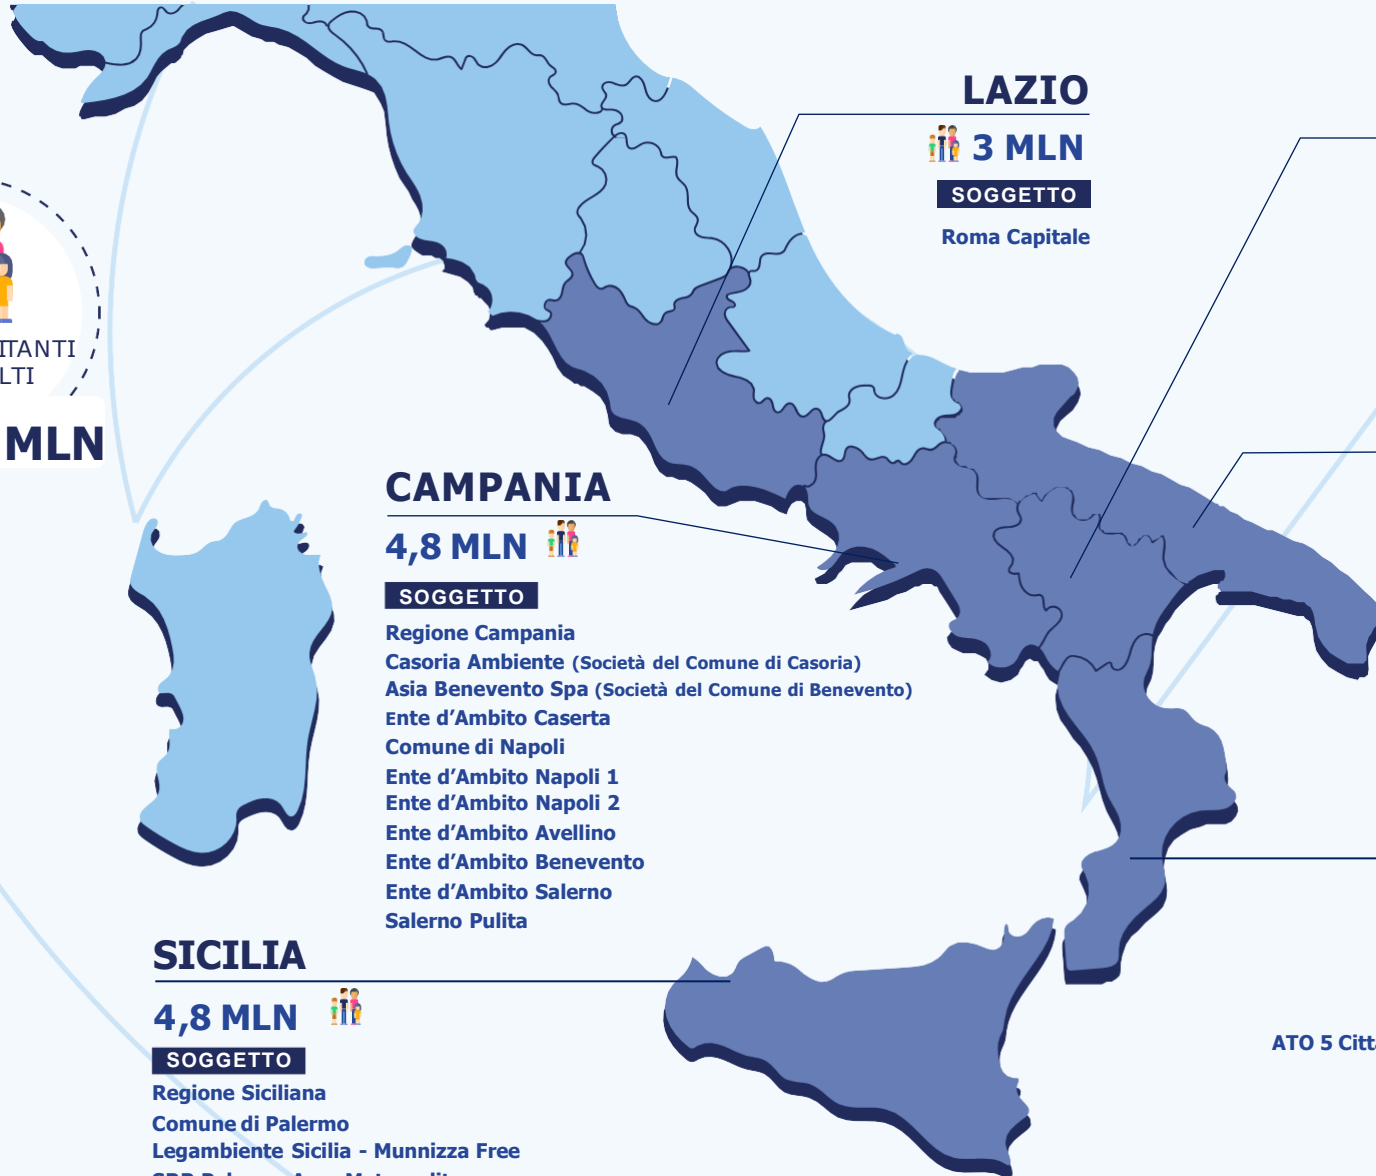 LAZIO
3 MLN
SOGGETTO
Roma Capitale
MLN
CAMPANIA
4,8 MLN
SOGGETTO
Regione Campania
Casoria Ambiente (Società del Comune di Casoria)
Asia Benevento Spa (Società del Comune di Benevento)
Ente d’Ambito Caserta
Comune di Napoli
Ente d’Ambito Napoli 1
Ente d’Ambito Napoli 2
Ente d’Ambito Avellino
Ente d’Ambito Benevento
Ente d’Ambito Salerno
Salerno Pulita
SICILIA
4,8 MLN
SOGGETTO
Regione Siciliana
Comune di Palermo
Legambiente Sicilia - Munnizza Free
ATO 5